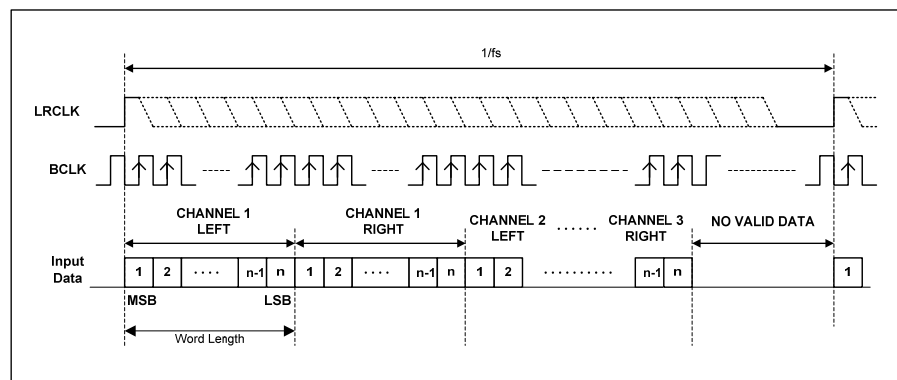 1/fs
LRCLK
BCLK
CHANNEL 1
LEFT
CHANNEL 1
RIGHT
CHANNEL 2
LEFT
CHANNEL 3
RIGHT
NO VALID DATA
Input
Data
1 2 n-1 n 1 2 n-1 n 1 2 n-1 n 1
MSB LSB
Word Length